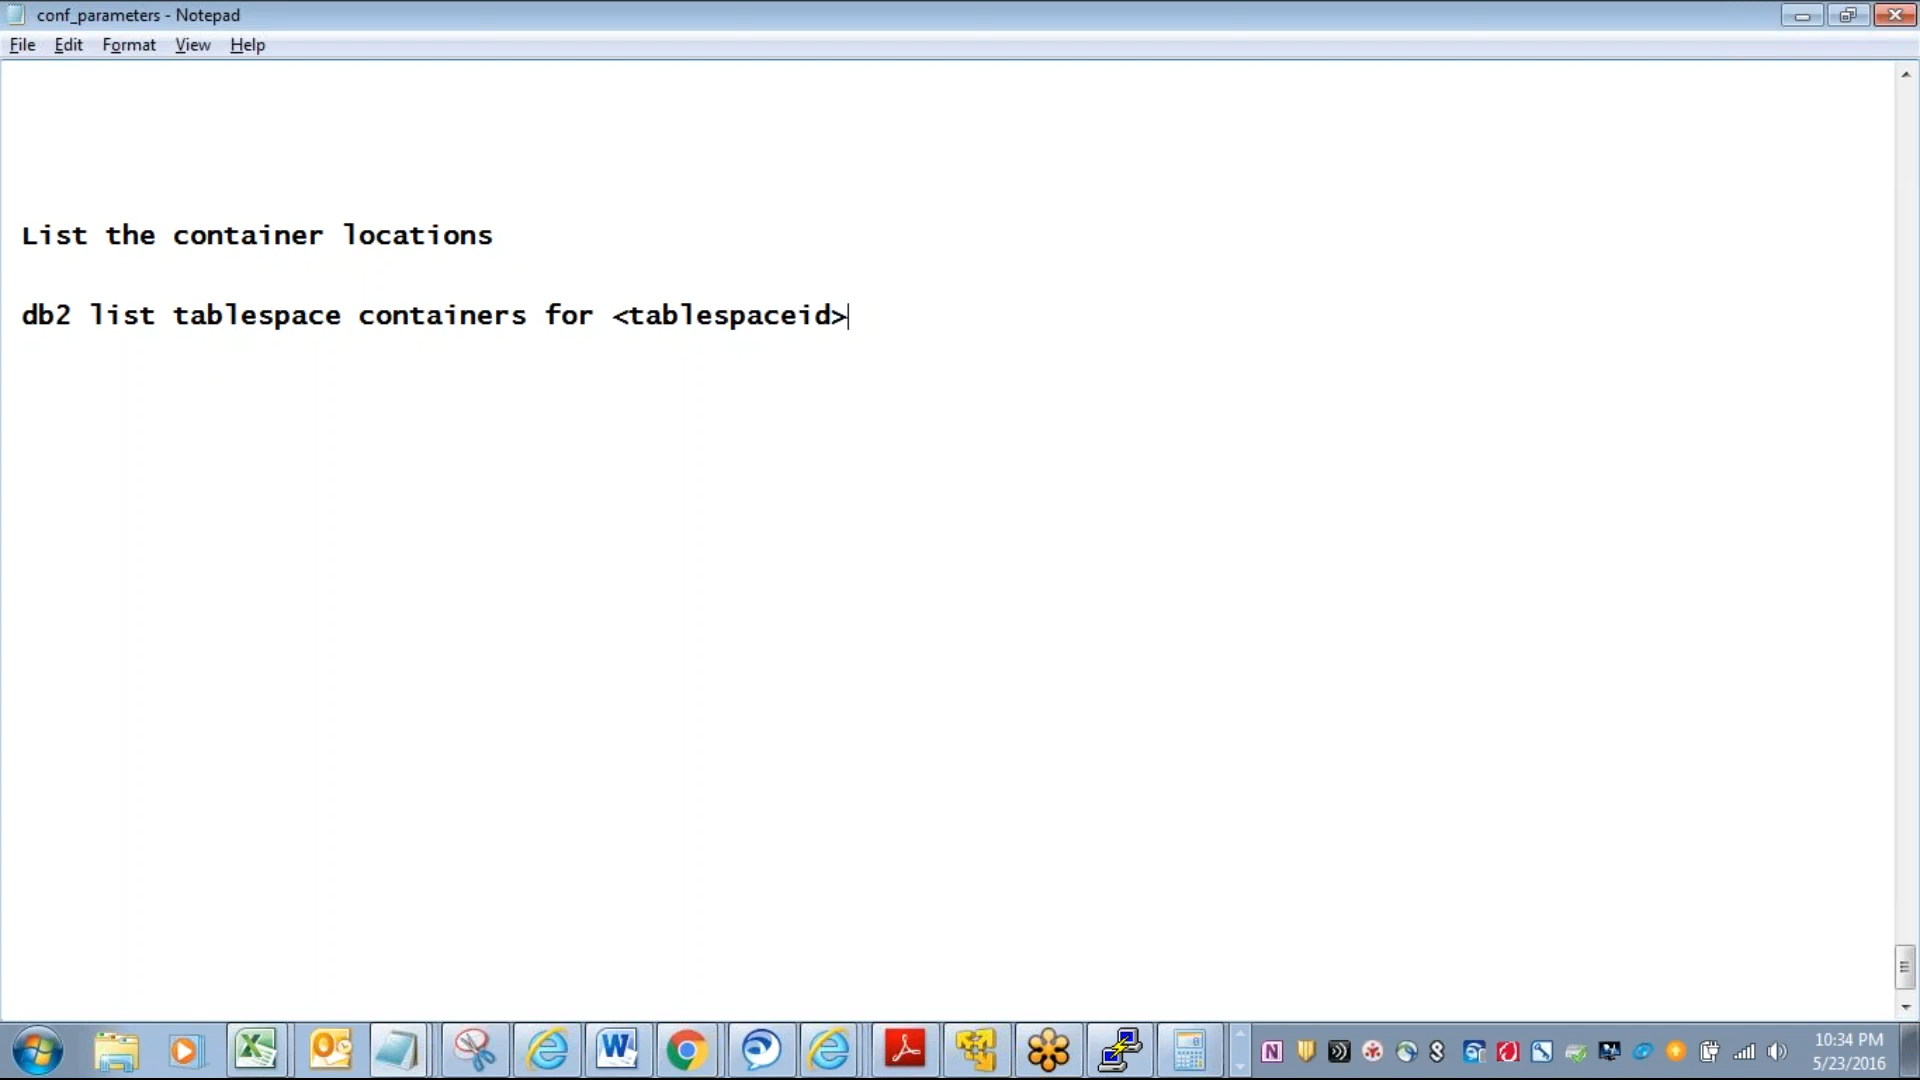 conf_parameters - Notepad
File Edit Format View Help
List the container locations
db2 list tablespace containers for <tablespaceid>
10:34 PM
5/23/2016